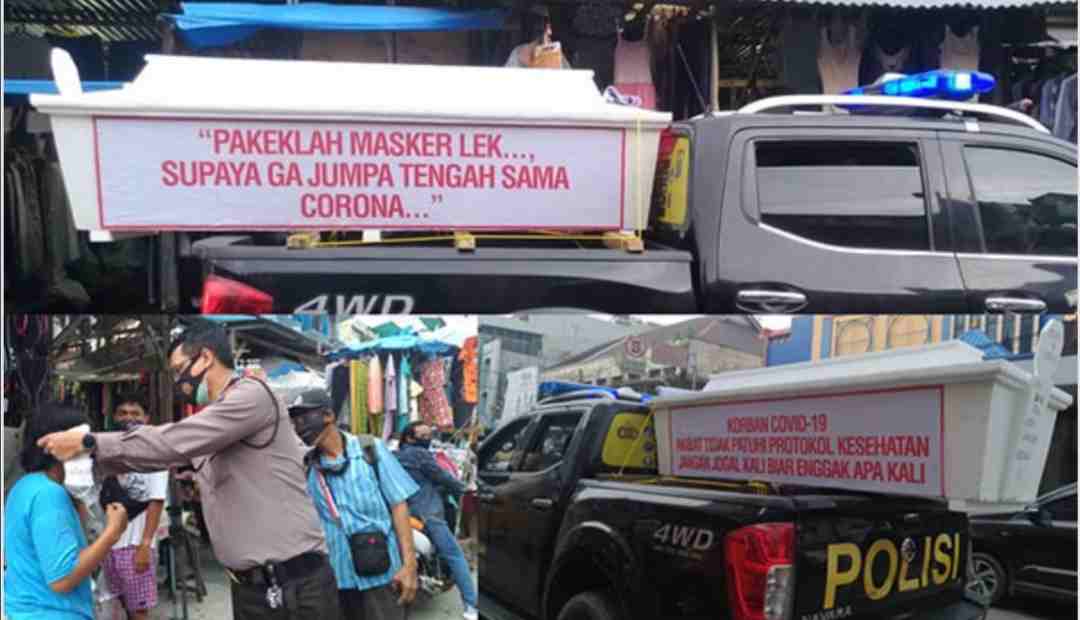 "PAKEKLAH MASKER LEK...,
SUPAYA GA JUMPA TENGAH SAMA
CORONA..."
4WD
KORBAN COVID-19
AKIBAT TIDAK PATUHI PROTOKOL KESEHATAN
JANGAN JOGAL KALI BIAR ENGGAK APA KALI
4WD
POLISI
NAVARA